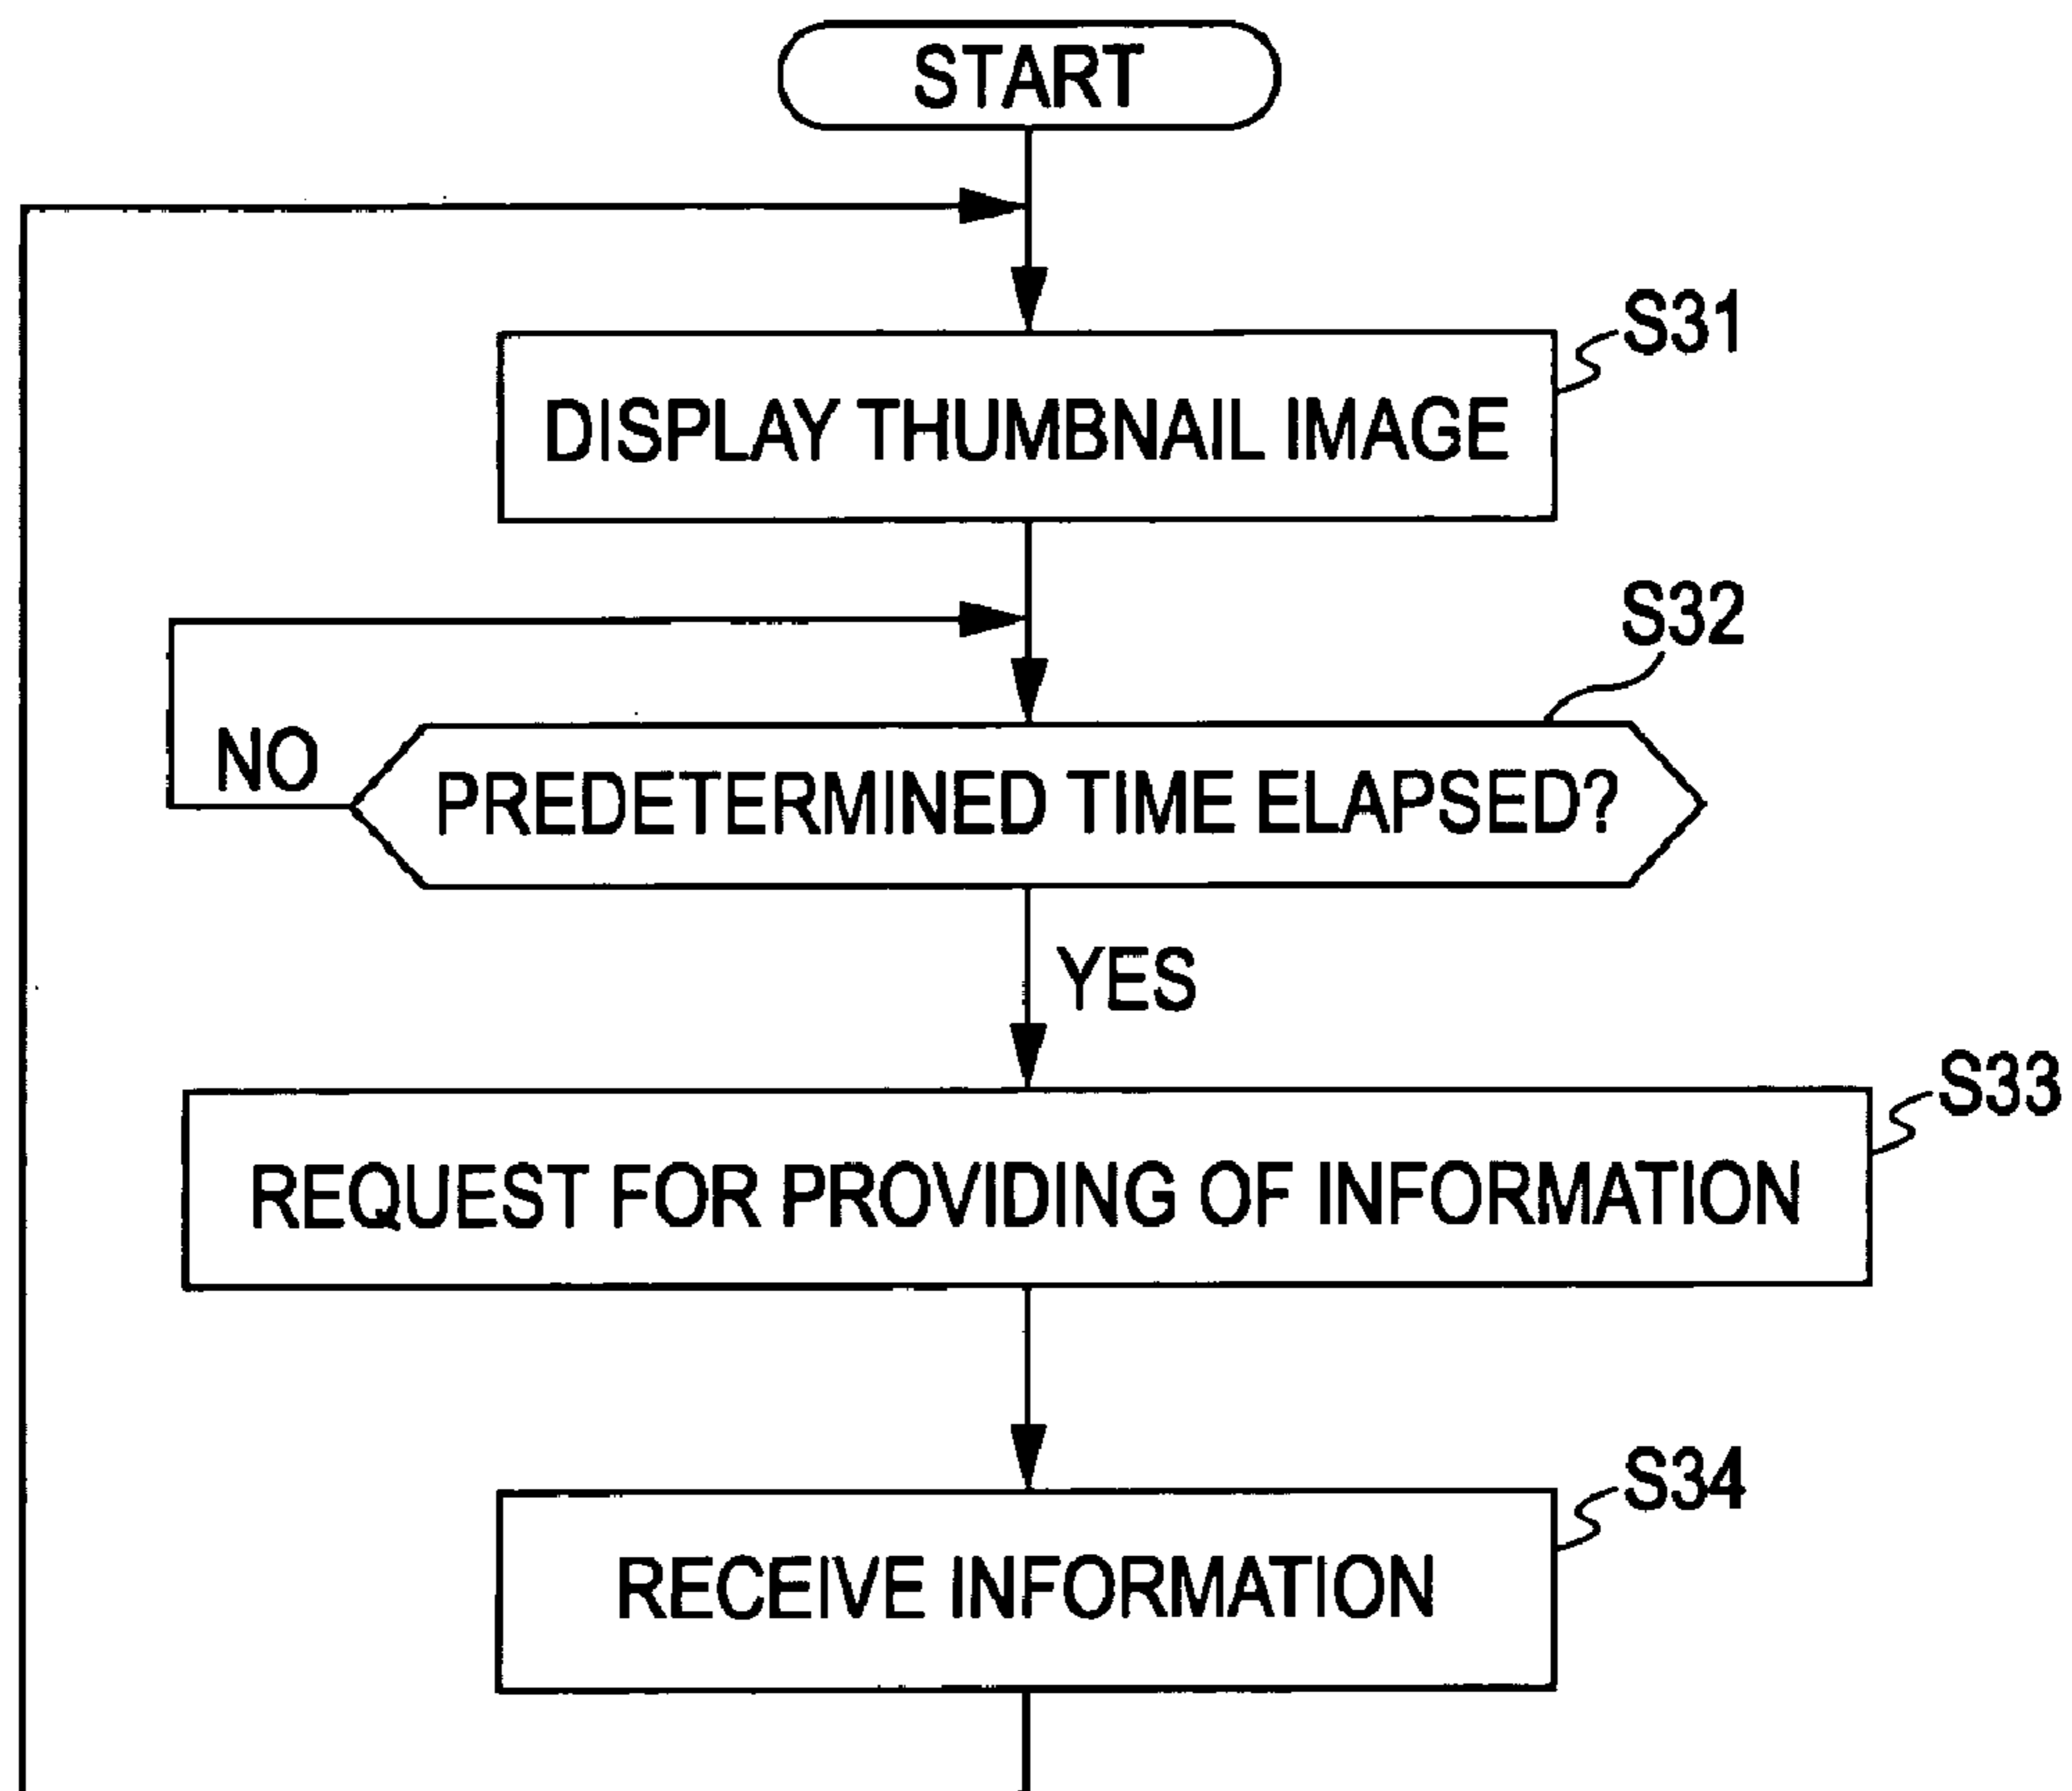 START
S31
DISPLAY THUMBNAIL IMAGE
S32
NO
PREDETERMINED TIME ELAPSED?
YES
S33
REQUEST FOR PROVIDING OF INFORMATION
S34
RECEIVE INFORMATION